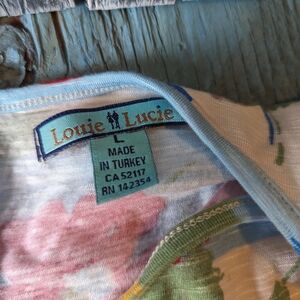 Louie Lucie
L
MADE
IN TURKEY
CA 52117
RN 142354